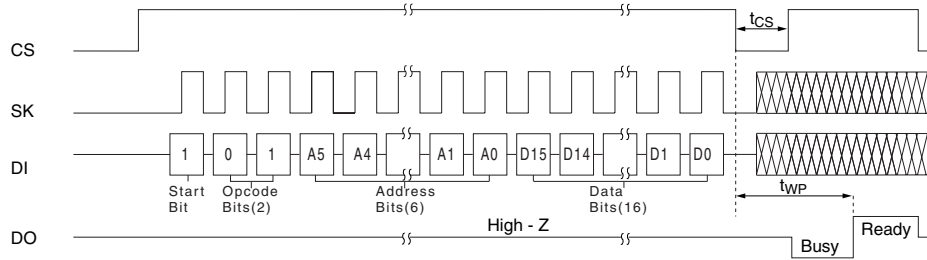 CS
tCS
SK
DI
1 0 1 A5 A4 A1 A0 D15 D14 D1 D0
Start
Bit
Opcode
Bits(2)
Address
Bits(6)
Data
Bits(16)
tWP
DO
High - Z
Busy
Ready